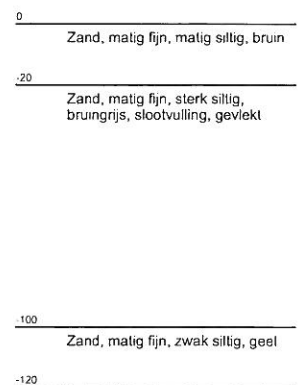 0
Zand, matig fijn, matig siltig, bruin
-20
Zand, matig fijn, sterk siltig,
bruingrijs, slootvulling, gevlekt
-100
Zand, matig fijn, zwak siltig, geel
-120